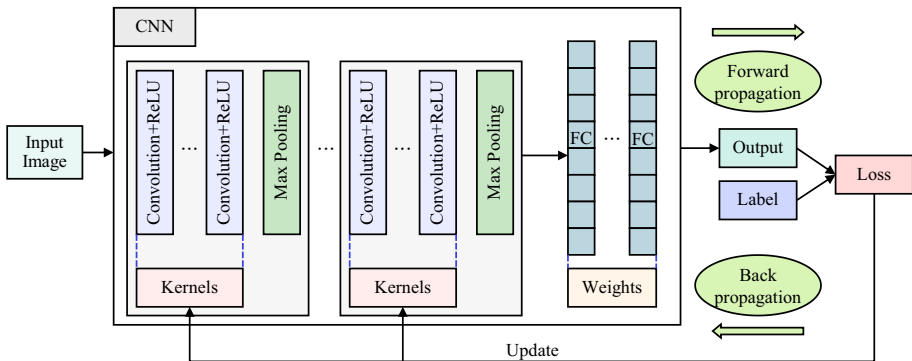 CNN
Forward
propagation
Input
Image
Convolution+ReLU
...
Convolution+ReLU
Max Pooling
Convolution+ReLU
...
Convolution+ReLU
Max Pooling
FC
...
FC
Output
Label
Loss
Kernels
Kernels
Weights
Back
propagation
Update